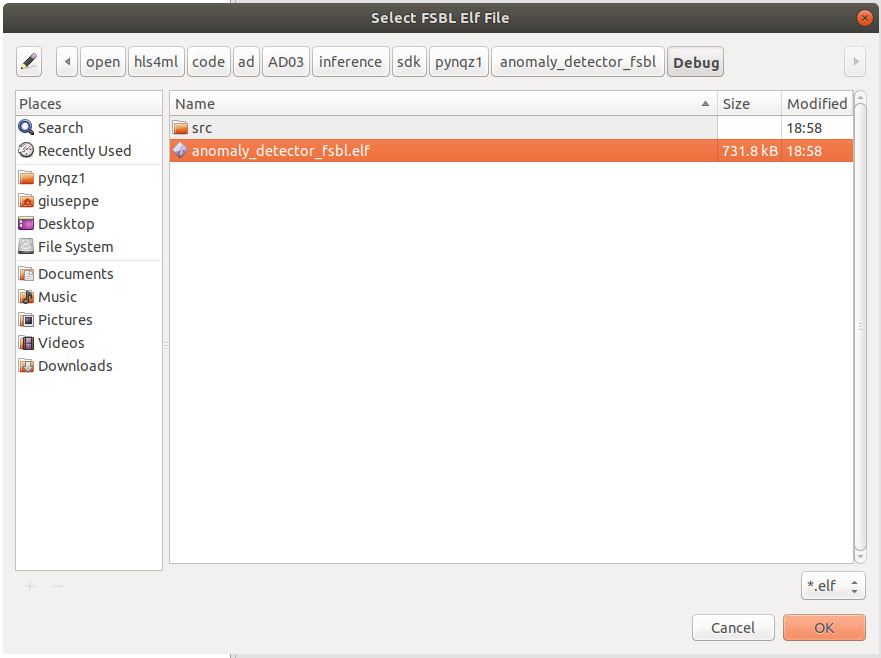 Select FSBL Elf File
open hls4ml code ad AD03 inference sdk pynqz1 anomaly_detector_fsbl Debug
Places
Search
Recently Used
pynqz1
giuseppe
Desktop
File System
Documents
Music
Pictures
Videos
Downloads
Name Size Modified
src 18:58
anomaly_detector_fsbl.elf 731.8 kB 18:58
*.elf
Cancel OK